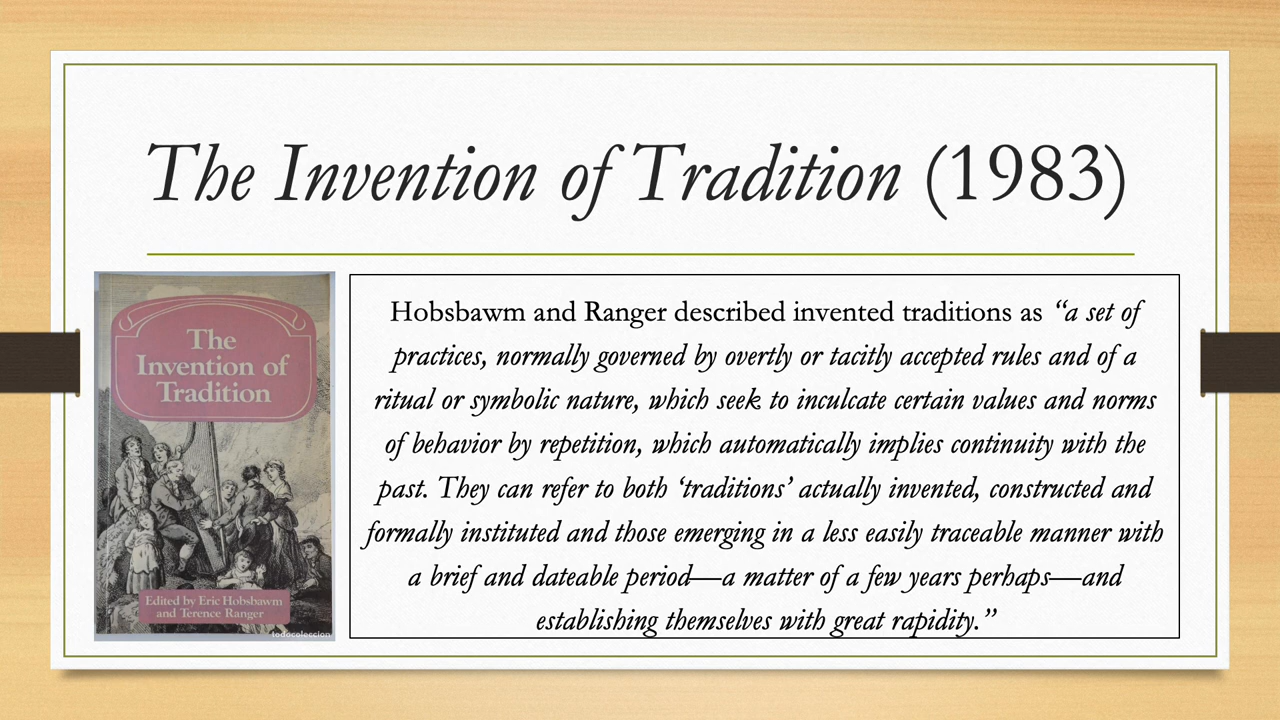 The Invention of Tradition (1983)
The
Invention of
Tradition
Edited by Eric Hobsbawm
and Terence Ranger
todocoleccion
Hobsbawm and Ranger described invented traditions as “a set of
practices, normally governed by overtly or tacitly accepted rules and of a
ritual or symbolic nature, which seek to inculcate certain values and norms
of behavior by repetition, which automatically implies continuity with the
past. They can refer to both ‘traditions’ actually invented, constructed and
formally instituted and those emerging in a less easily traceable manner with
a brief and dateable period—a matter of a few years perhaps—and
establishing themselves with great rapidity.”